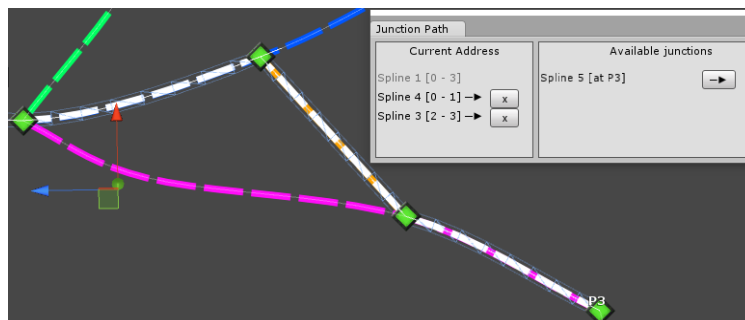 Junction Path
Current Address
Available junctions
Spline 1 [0 - 3]
Spline 5 [at P3]
Spline 4 [0 - 1]
x
Spline 3 [2 - 3]
x
P3